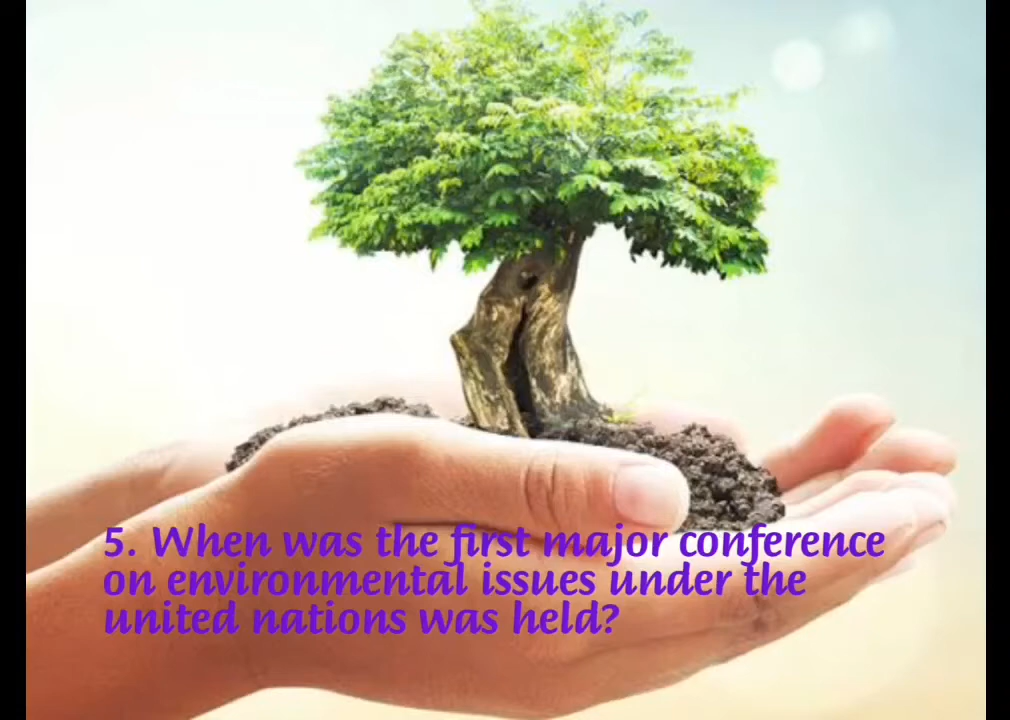 5. When was the first major conference
on environmental issues under the
united nations was held?